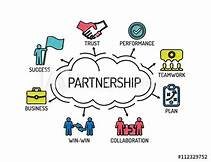 TRUST
PERFORMANCE
SUCCESS
TEAMWORK
PARTNERSHIP
BUSINESS
PLAN
WIN-WIN
COLLABORATION
#112329752